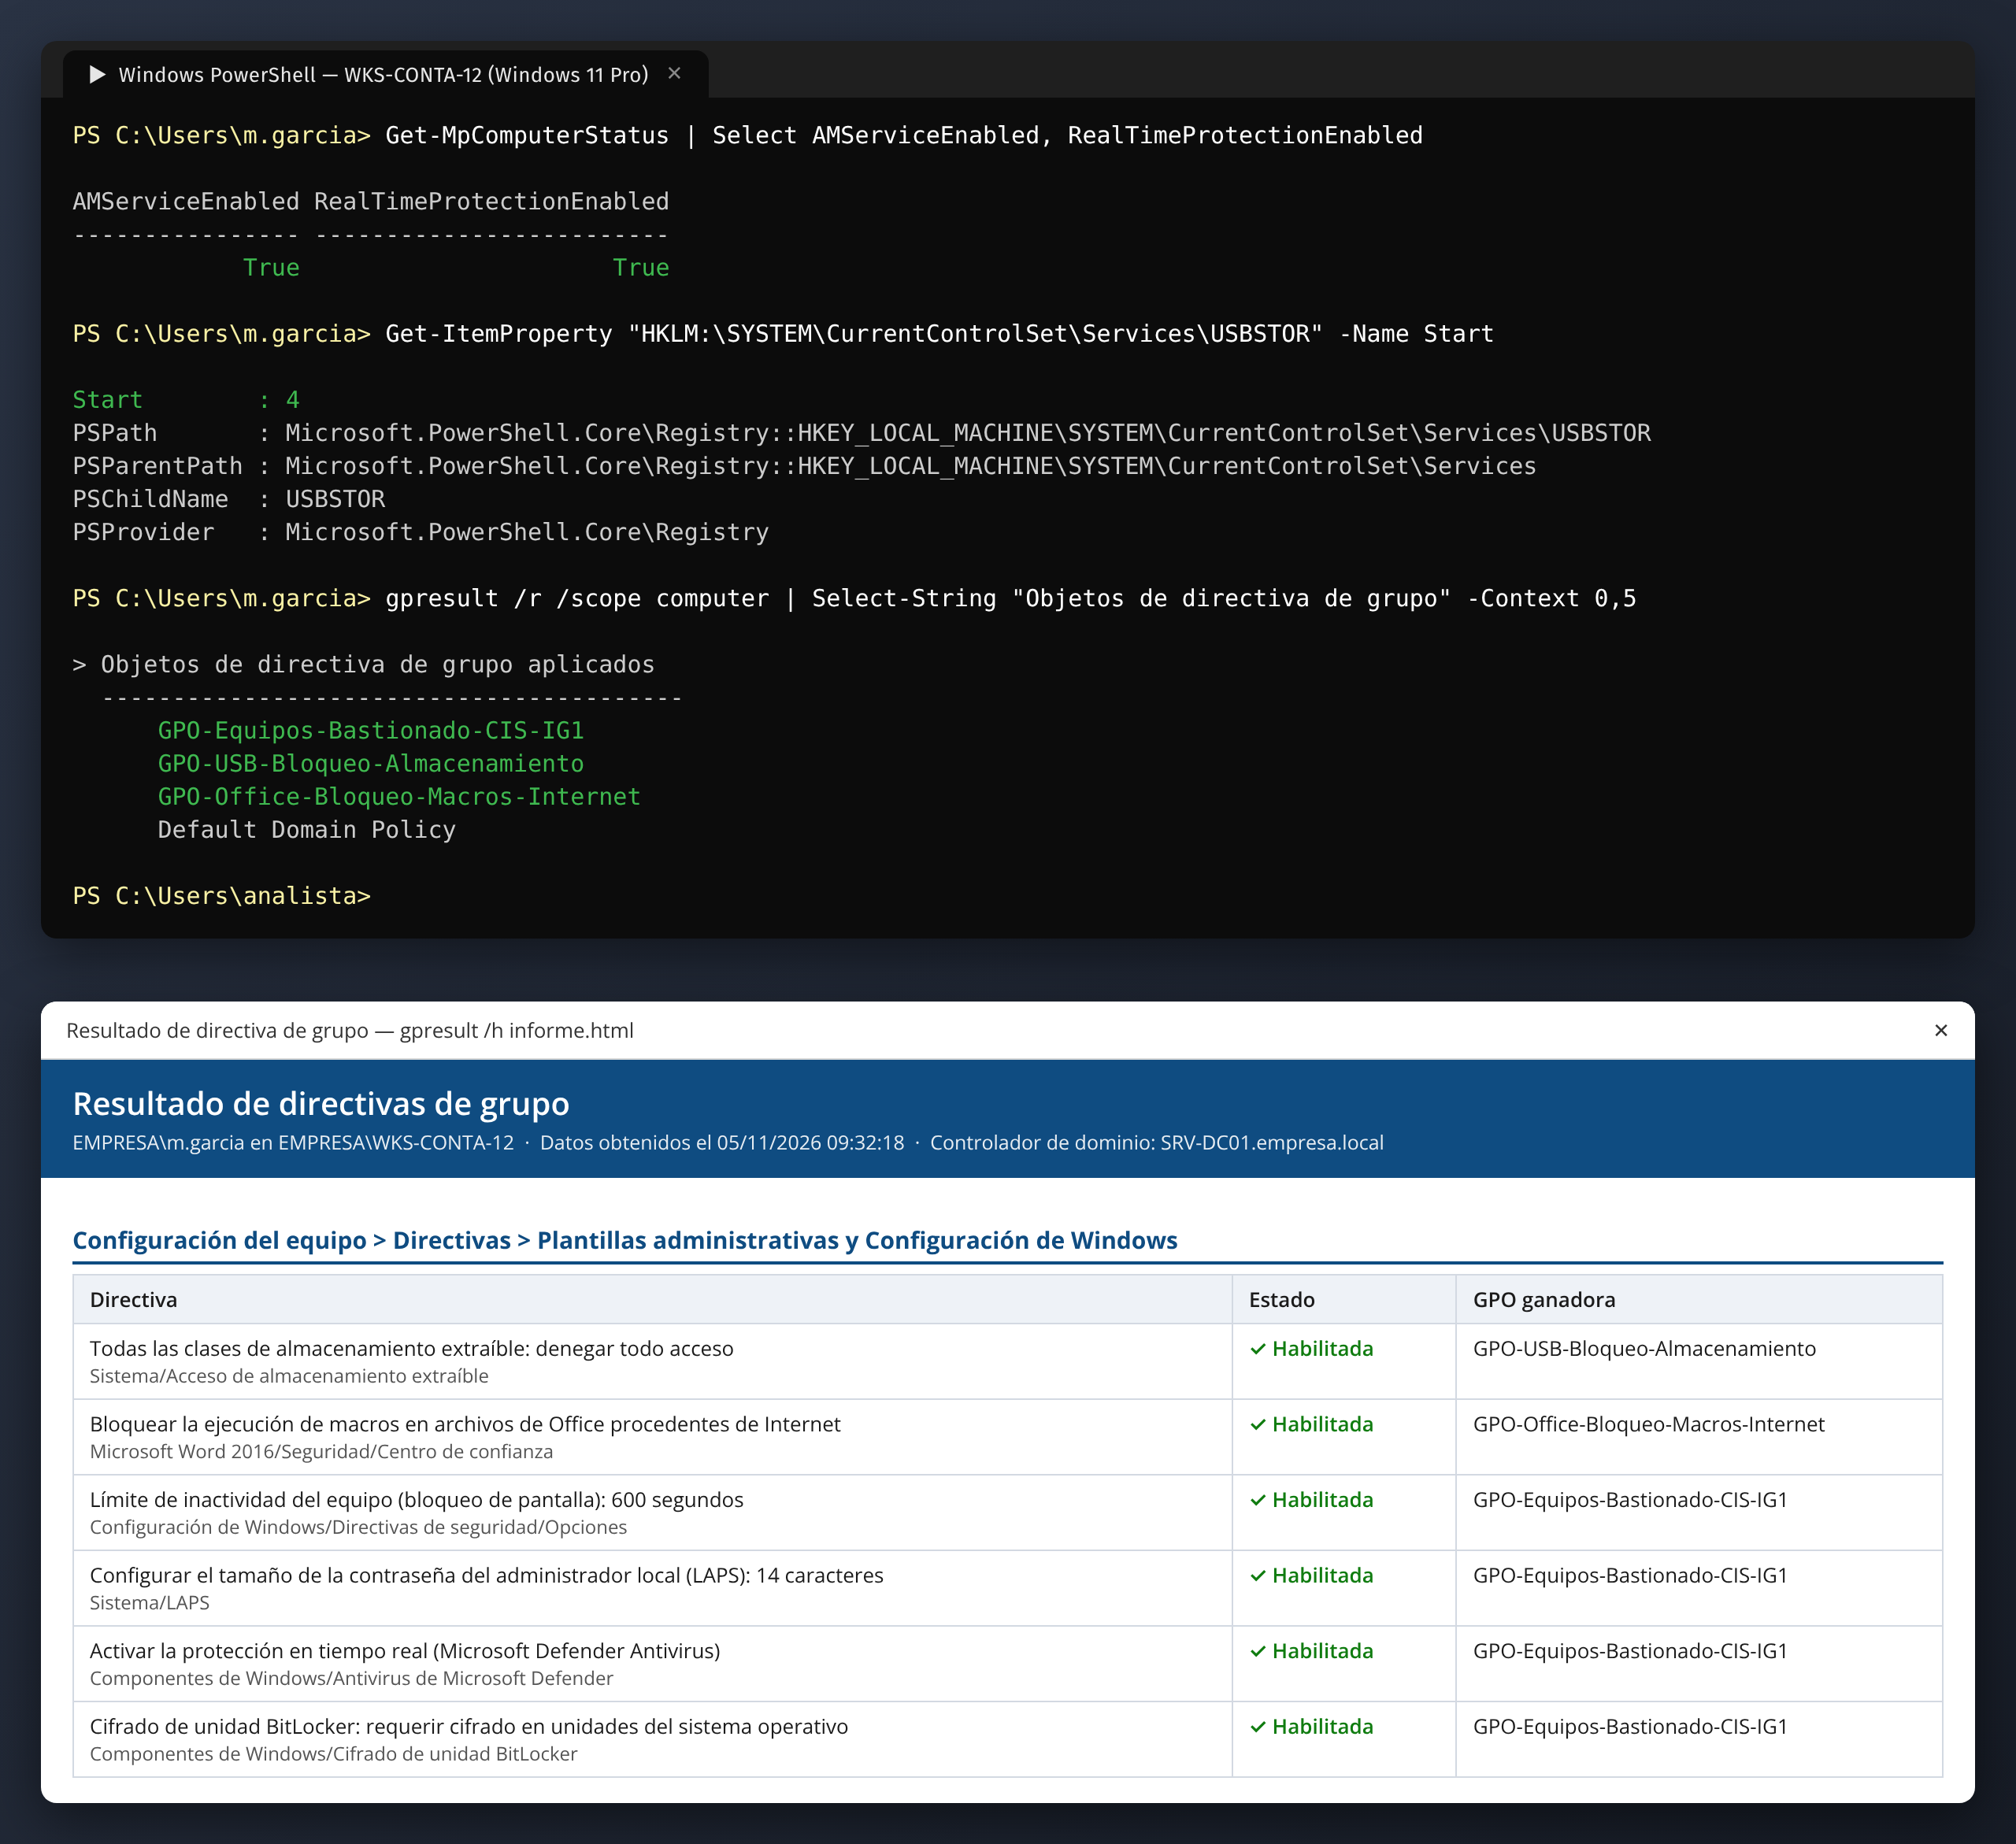 Windows PowerShell — WKS-CONTA-12 (Windows 11 Pro) ✕
PS C:\Users\m.garcia> Get-MpComputerStatus | Select AMServiceEnabled, RealTimeProtectionEnabled
AMServiceEnabled RealTimeProtectionEnabled
---------------- -------------------------
True True
PS C:\Users\m.garcia> Get-ItemProperty "HKLM:\SYSTEM\CurrentControlSet\Services\USBSTOR" -Name Start
Start : 4
PSPath : Microsoft.PowerShell.Core\Registry::HKEY_LOCAL_MACHINE\SYSTEM\CurrentControlSet\Services\USBSTOR
PSParentPath : Microsoft.PowerShell.Core\Registry::HKEY_LOCAL_MACHINE\SYSTEM\CurrentControlSet\Services
PSChildName : USBSTOR
PSProvider : Microsoft.PowerShell.Core\Registry
PS C:\Users\m.garcia> gpresult /r /scope computer | Select-String "Objetos de directiva de grupo" -Context 0,5
> Objetos de directiva de grupo aplicados
-----------------------------------------
GPO-Equipos-Bastionado-CIS-IG1
GPO-USB-Bloqueo-Almacenamiento
GPO-Office-Bloqueo-Macros-Internet
Default Domain Policy
PS C:\Users\analista>
Resultado de directiva de grupo — gpresult /h informe.html ✕
Resultado de directivas de grupo
EMPRESA\m.garcia en EMPRESA\WKS-CONTA-12 · Datos obtenidos el 05/11/2026 09:32:18 · Controlador de dominio: SRV-DC01.empresa.local
Configuración del equipo > Directivas > Plantillas administrativas y Configuración de Windows
Directiva Estado GPO ganadora
Todas las clases de almacenamiento extraíble: denegar todo acceso ✓ Habilitada GPO-USB-Bloqueo-Almacenamiento
Sistema/Acceso de almacenamiento extraíble
Bloquear la ejecución de macros en archivos de Office procedentes de Internet ✓ Habilitada GPO-Office-Bloqueo-Macros-Internet
Microsoft Word 2016/Seguridad/Centro de confianza
Límite de inactividad del equipo (bloqueo de pantalla): 600 segundos ✓ Habilitada GPO-Equipos-Bastionado-CIS-IG1
Configuración de Windows/Directivas de seguridad/Opciones
Configurar el tamaño de la contraseña del administrador local (LAPS): 14 caracteres ✓ Habilitada GPO-Equipos-Bastionado-CIS-IG1
Sistema/LAPS
Activar la protección en tiempo real (Microsoft Defender Antivirus) ✓ Habilitada GPO-Equipos-Bastionado-CIS-IG1
Componentes de Windows/Antivirus de Microsoft Defender
Cifrado de unidad BitLocker: requerir cifrado en unidades del sistema operativo ✓ Habilitada GPO-Equipos-Bastionado-CIS-IG1
Componentes de Windows/Cifrado de unidad BitLocker